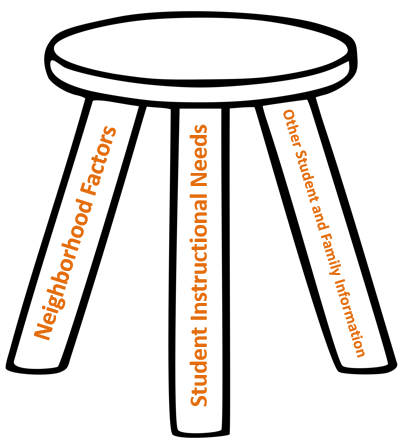 Neighborhood Factors
Student Instructional Needs
Other Student and Family Information